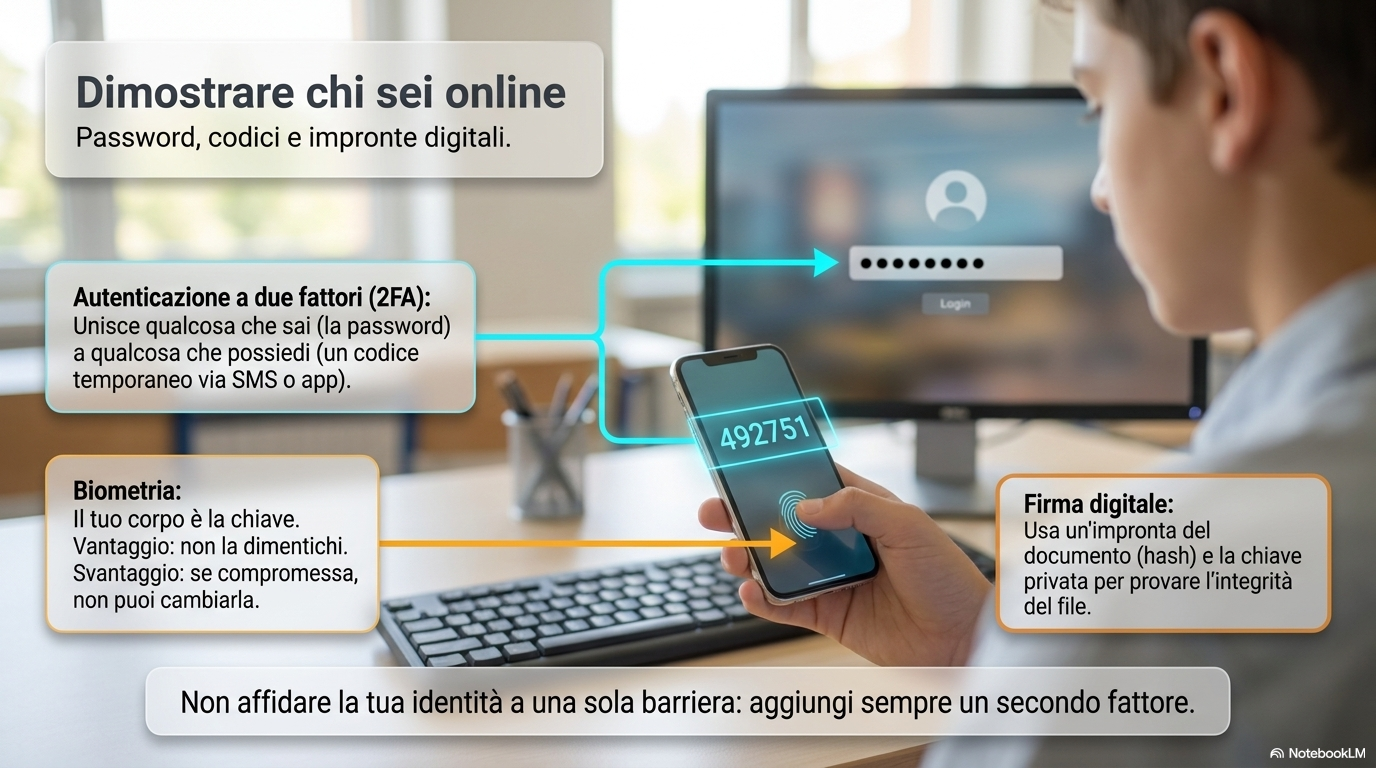 Dimostrare chi sei online
Password, codici e impronte digitali.
Autenticazione a due fattori (2FA):
Unisce qualcosa che sai (la password)
a qualcosa che possiedi (un codice
temporaneo via SMS o app).
Login
492751
Biometria:
Il tuo corpo è la chiave.
Vantaggio: non la dimentichi.
Svantaggio: se compromessa,
non puoi cambiarla.
Firma digitale:
Usa un'impronta del
documento (hash) e la chiave
privata per provare l'integrità
del file.
Non affidare la tua identità a una sola barriera: aggiungi sempre un secondo fattore.
NotebookLM